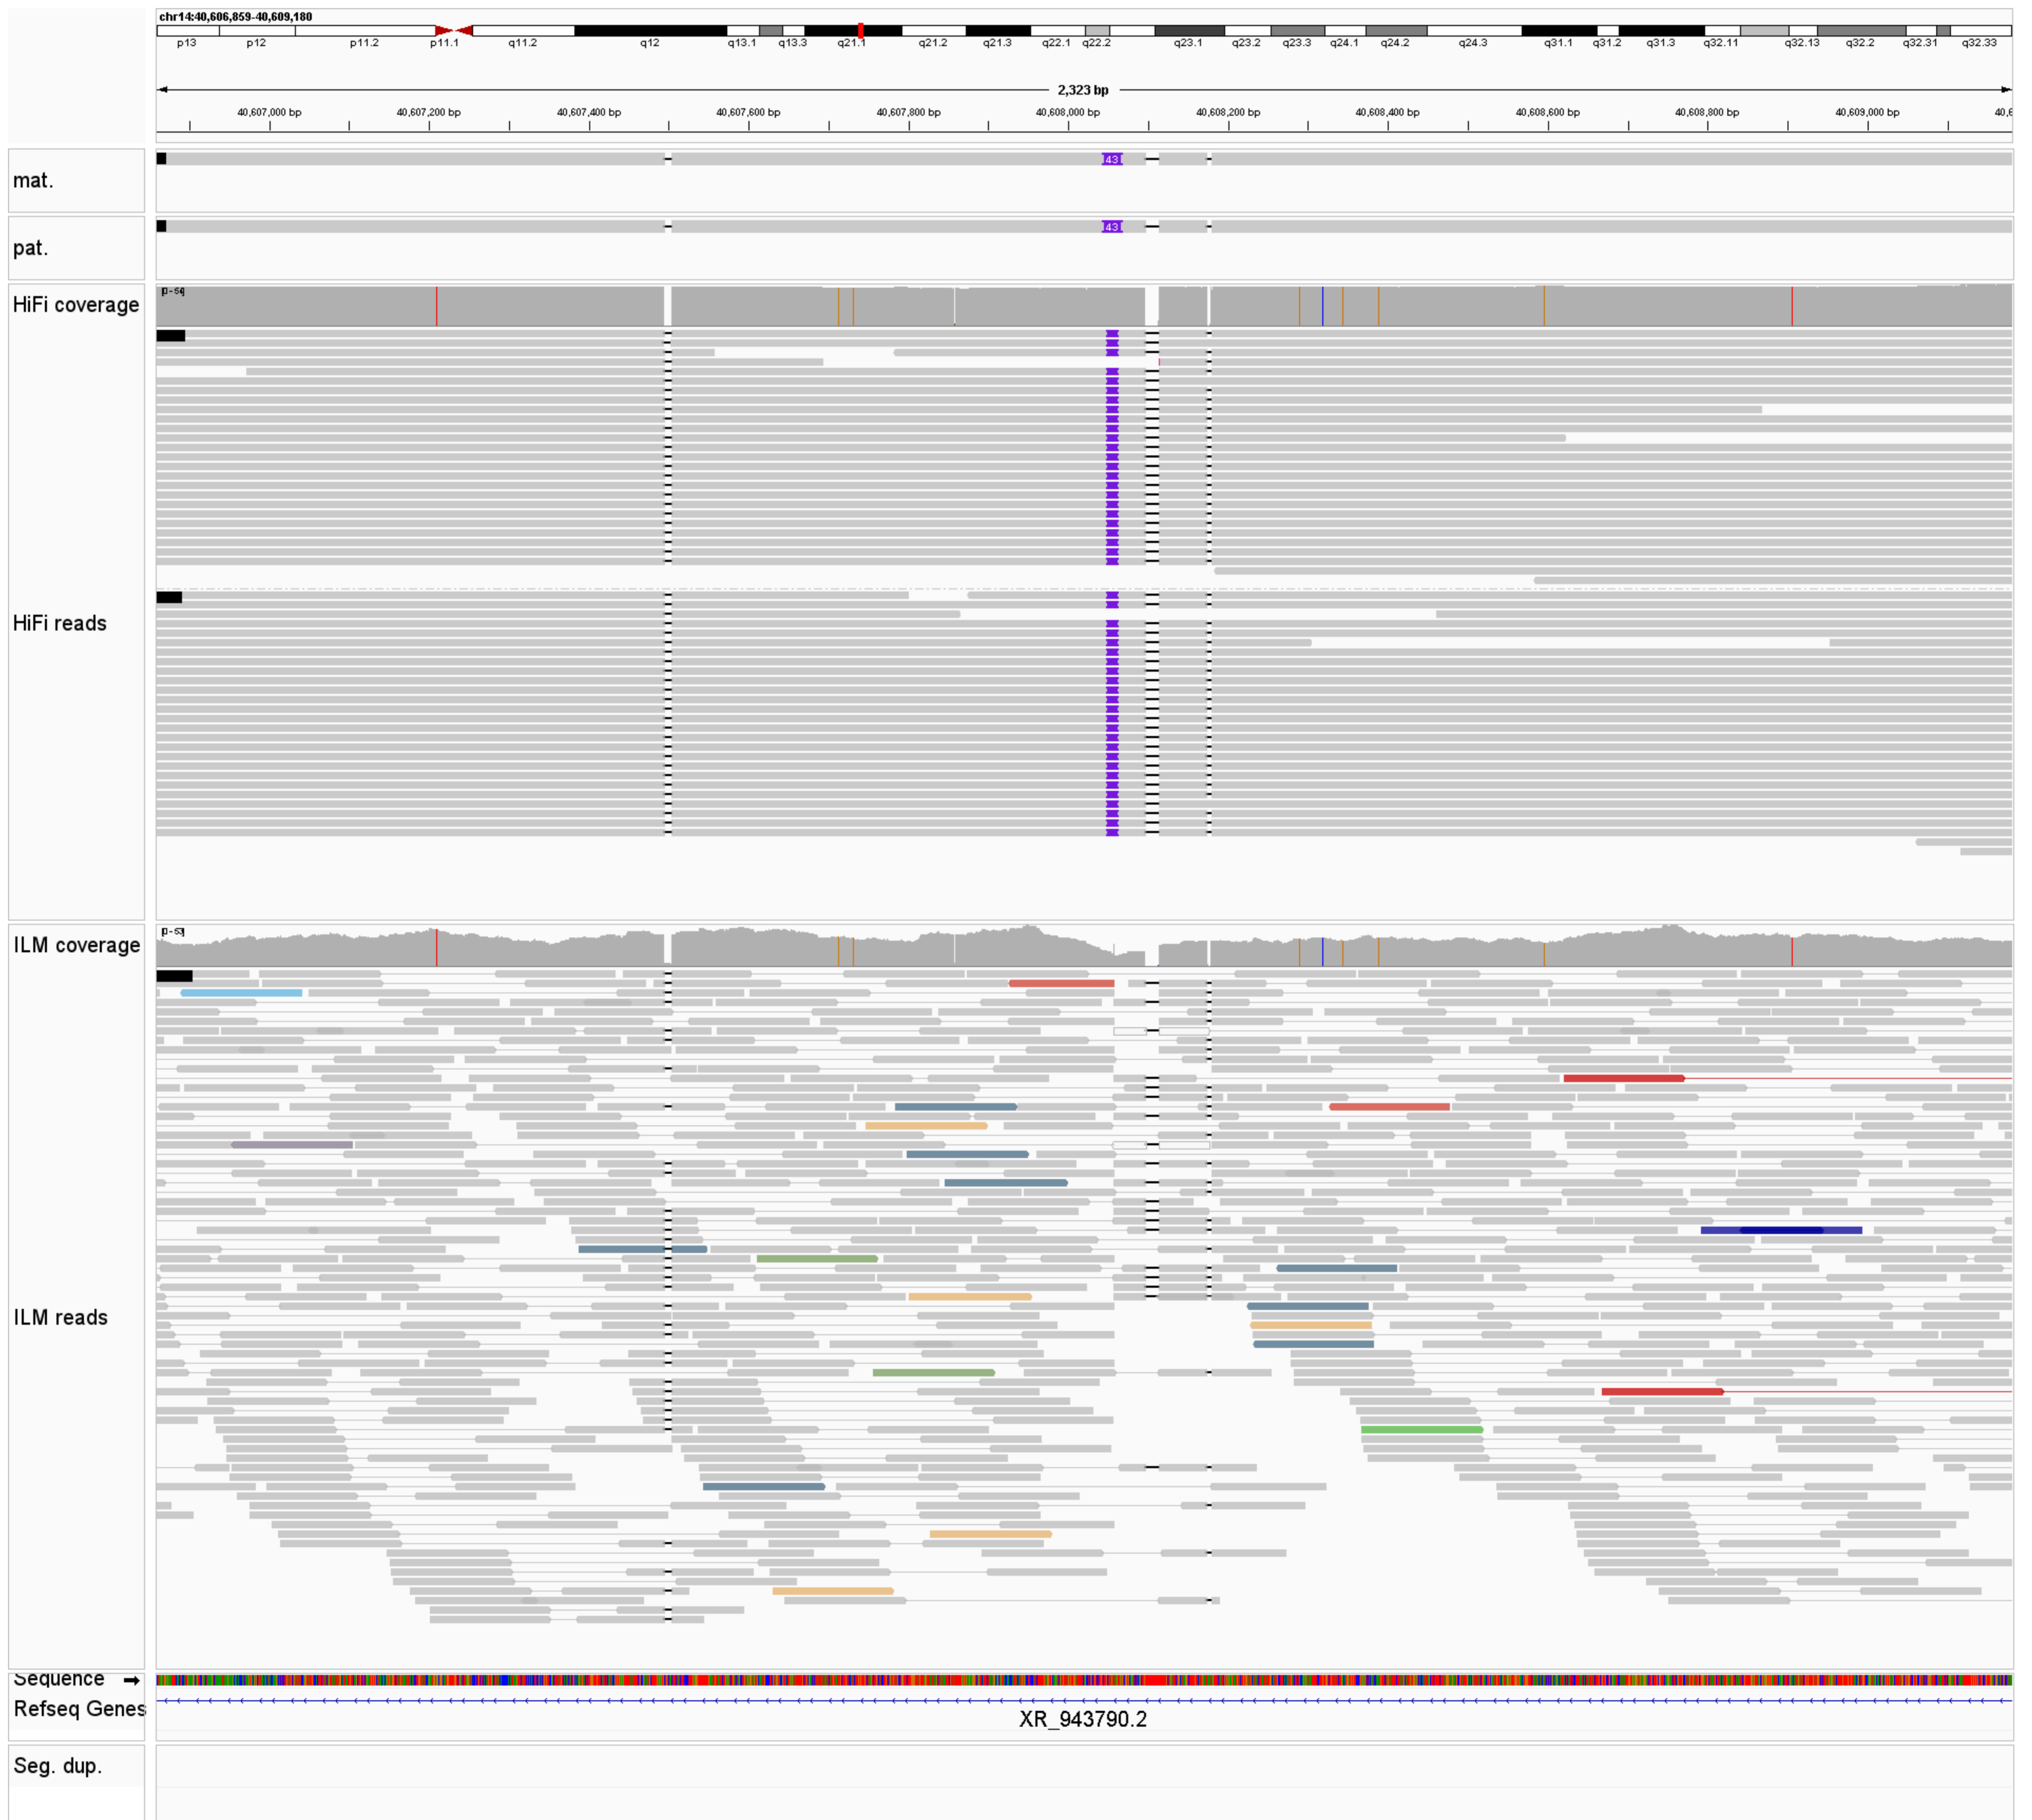 chr14:40,606,859-40,609,180
p13 p12 p11.2 p11.1 q11.2 q12 q13.1 q13.3 q21.1 q21.2 q21.3 q22.1 q22.2 q23.1 q23.2 q23.3 q24.1 q24.2 q24.3 q31.1 q31.2 q31.3 q32.11 q32.13 q32.2 q32.31 q32.33
2,323 bp
40,607,000 bp 40,607,200 bp 40,607,400 bp 40,607,600 bp 40,607,800 bp 40,608,000 bp 40,608,200 bp 40,608,400 bp 40,608,600 bp 40,608,800 bp 40,609,000 bp 40,6
mat.
43
pat.
43
HiFi coverage
HiFi reads
ILM coverage
ILM reads
Sequence
Refseq Genes
XR_943790.2
Seg. dup.